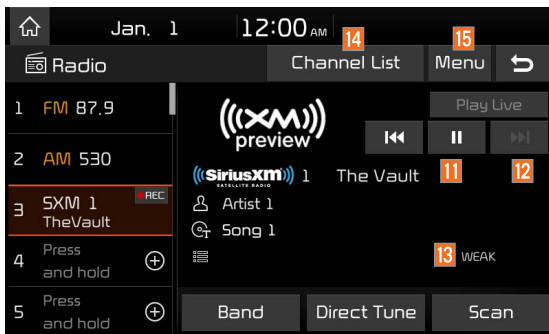 Jan. 1 12:00 AM
14 15
Radio Channel List Menu
1 FM 87.9
Play Live
((XM))
preview
2 AM 530
((SiriusXM)) 1 The Vault 11 12
SATELLITE RADIO
3 SXM 1 REC
TheVault
Artist 1
Song 1
4 Press
and hold
13 WEAK
5 Press
and hold
Band Direct Tune Scan